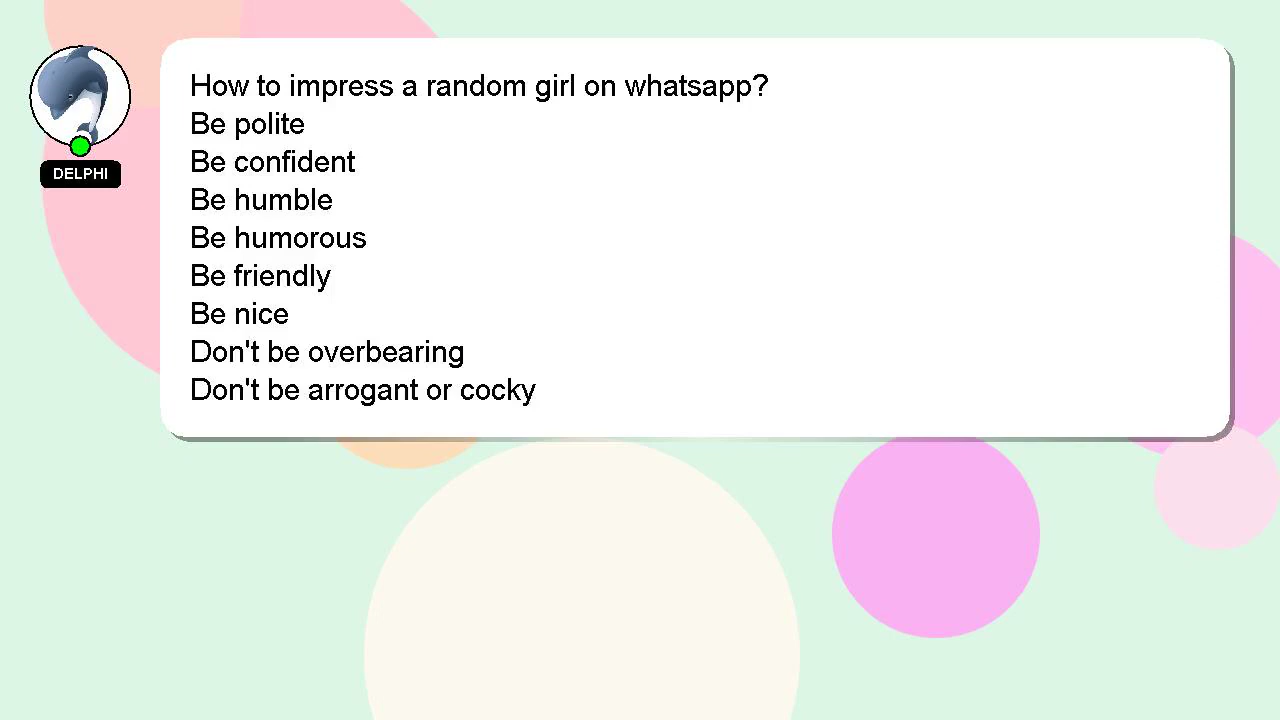 DELPHI
How to impress a random girl on whatsapp?
Be polite
Be confident
Be humble
Be humorous
Be friendly
Be nice
Don't be overbearing
Don't be arrogant or cocky